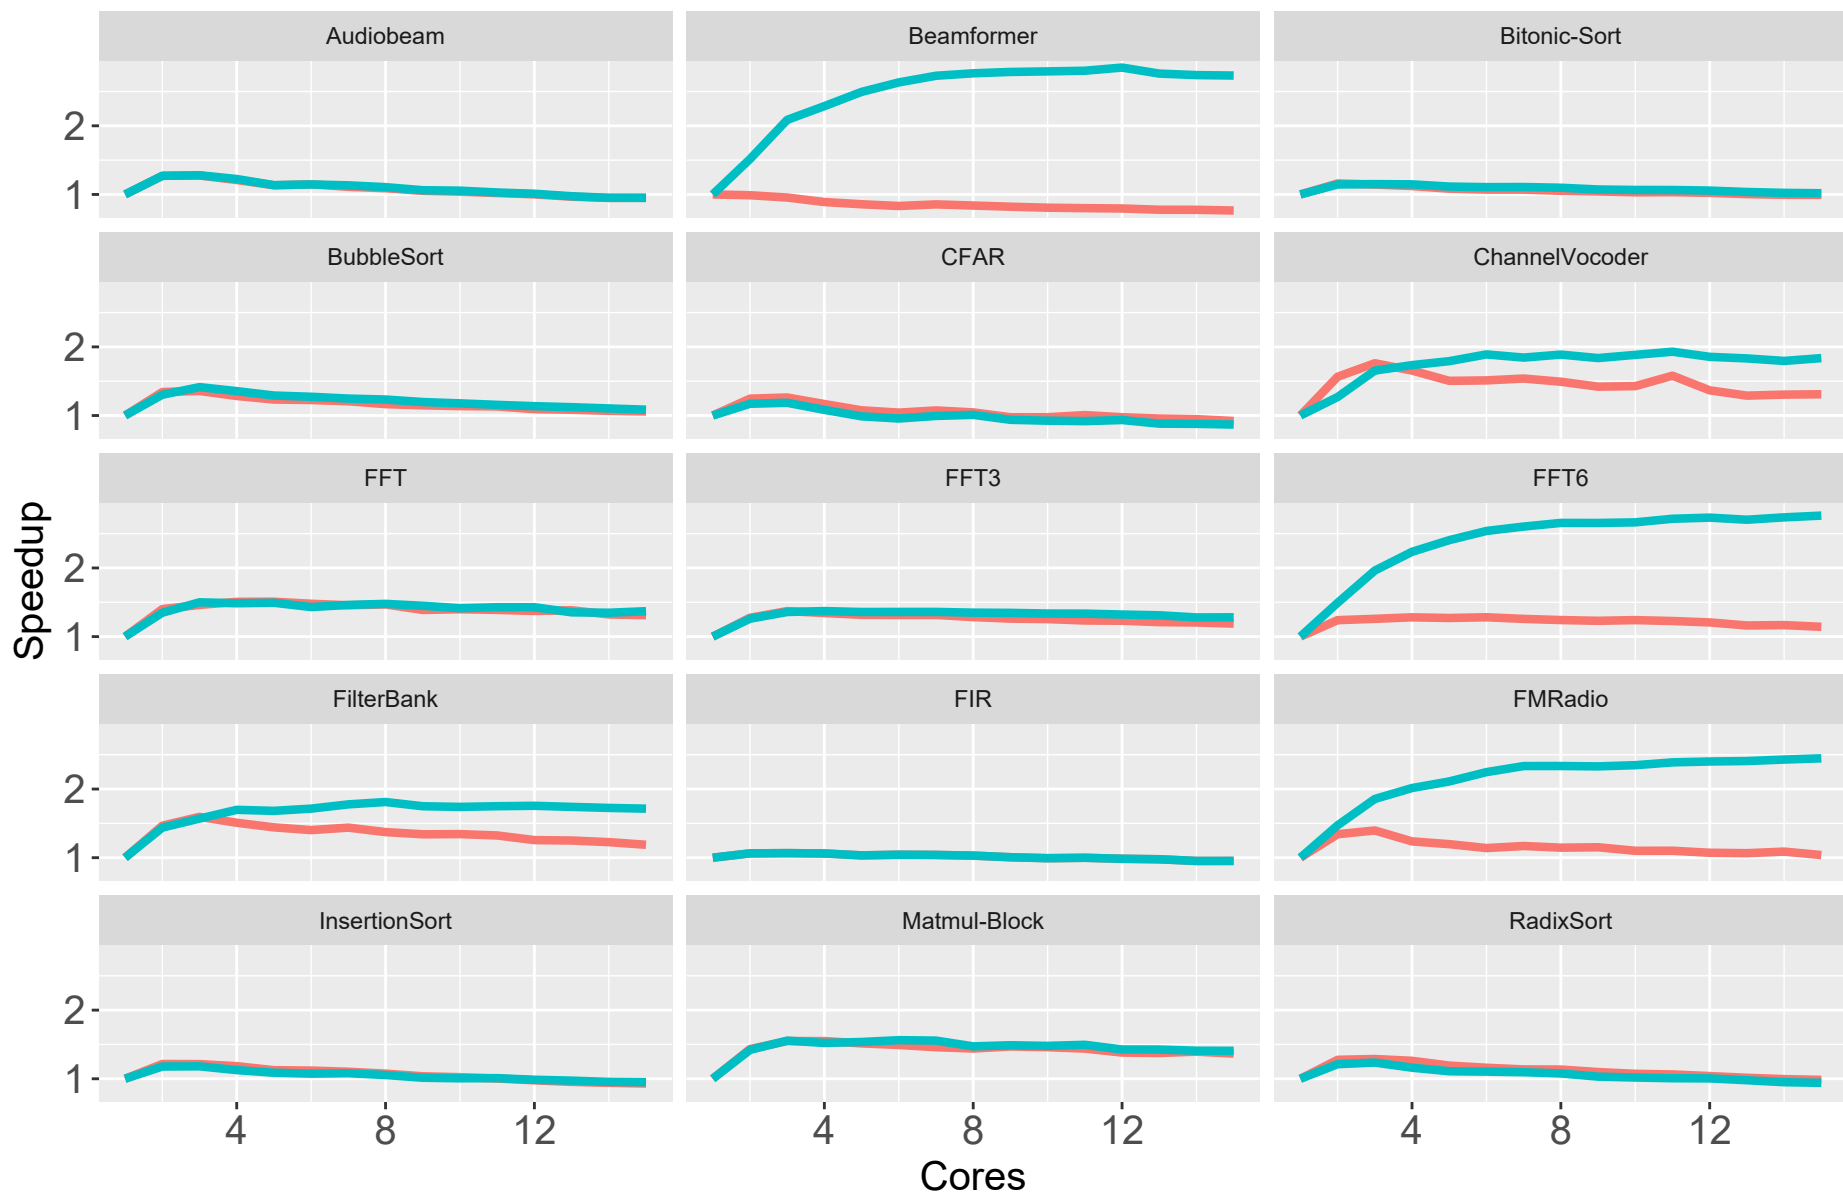 Audiobeam
Beamformer
Bitonic-Sort
2
1
BubbleSort
CFAR
ChannelVocoder
2
1
FFT
FFT3
FFT6
2
1
Speedup
FilterBank
FIR
FMRadio
2
1
InsertionSort
Matmul-Block
RadixSort
2
1
4 8 12 4 8 12 4 8 12
Cores